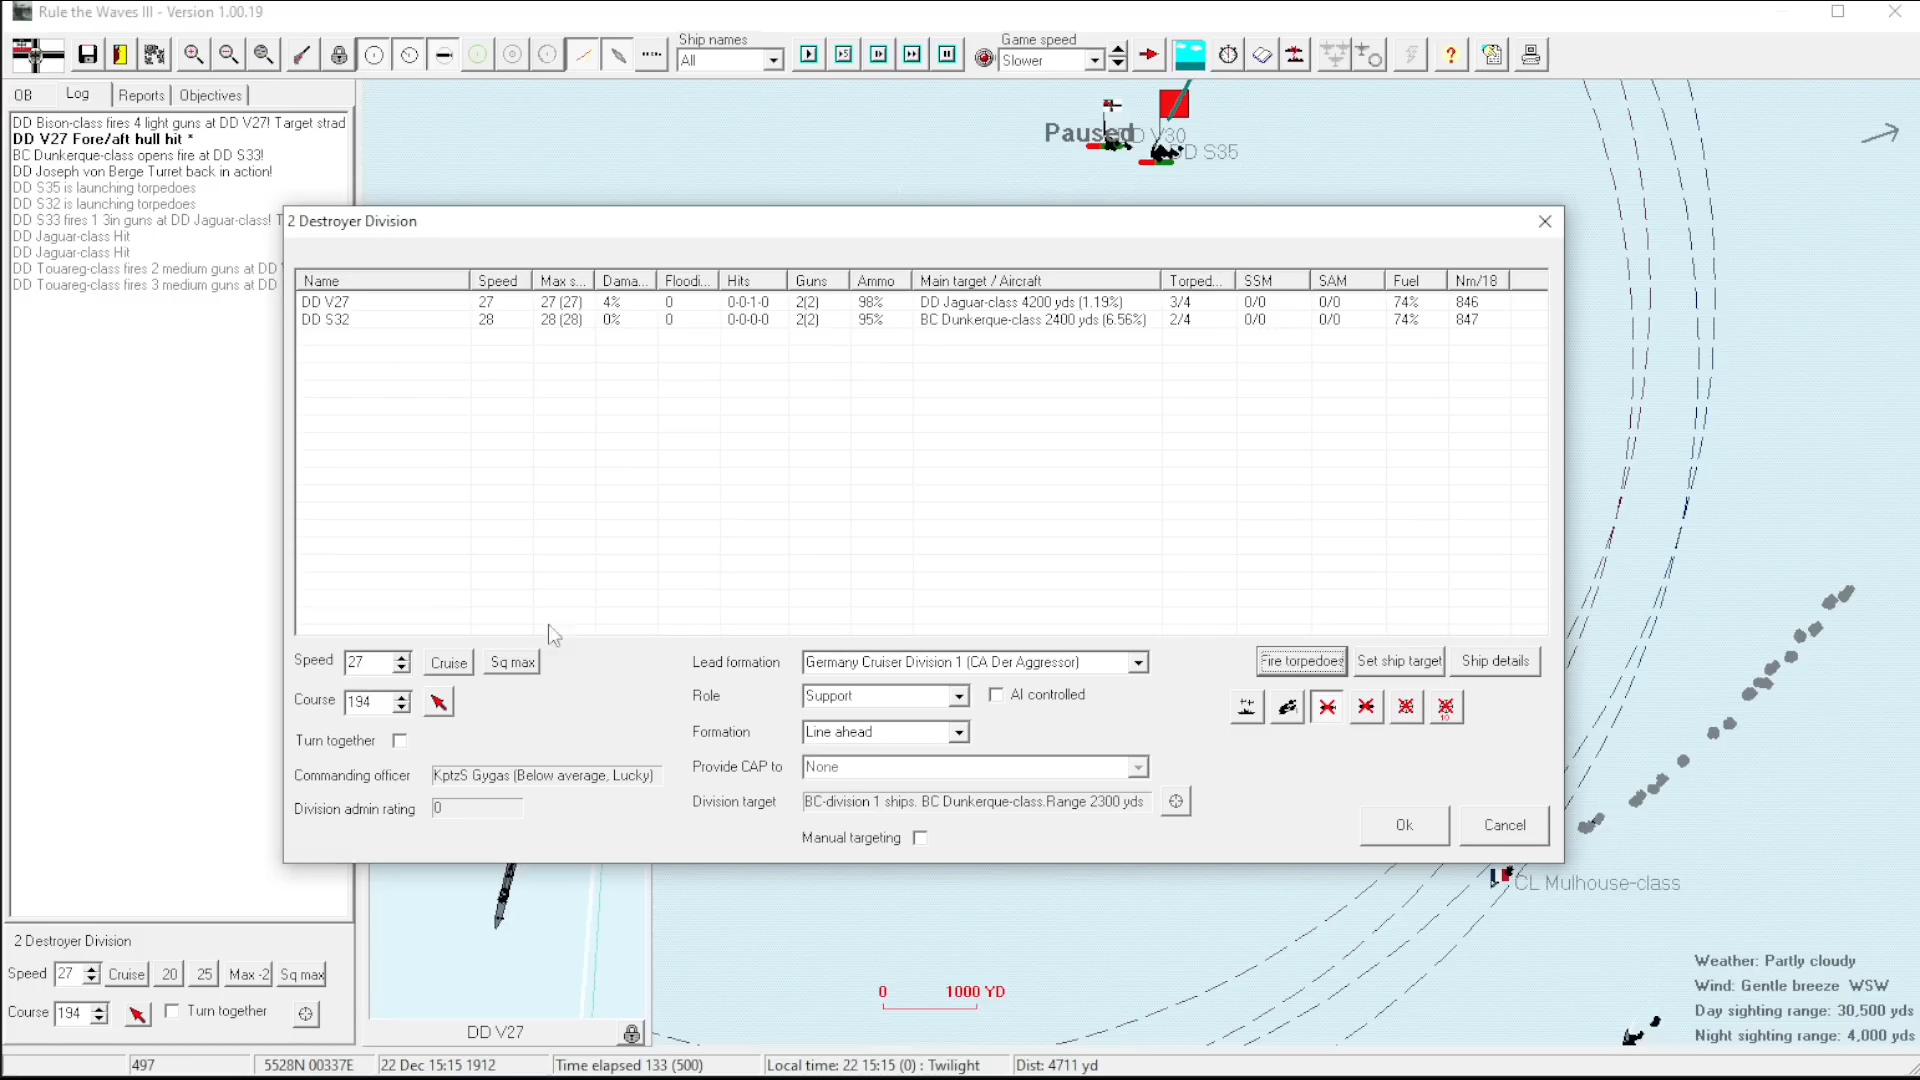 Rule the Waves III - Version 1.00.19
Ship names
All
Game speed
Slower
OB Log Reports Objectives
DD Bison-class fires 4 light guns at DD V27! Target strad
DD V27 Fore/aft hull hit *
BC Dunkerque-class opens fire at DD S33!
DD Joseph von Berge Turret back in action!
DD S35 is launching torpedoes
DD S32 is launching torpedoes
DD S33 fires 1 3in guns at DD Jaguar-class! T
DD Jaguar-class Hit
DD Jaguar-class Hit
DD Touareg-class fires 2 medium guns at DD
DD Touareg-class fires 3 medium guns at DD
Paused
DD V30
DD S35
2 Destroyer Division
Name Speed Max s... Dama... Floodi... Hits Guns Ammo Main target / Aircraft Torped... SSM SAM Fuel Nm/18
DD V27 27 27 (27) 4% 0 0-0-1-0 2(2) 98% DD Jaguar-class 4200 yds (1.19%) 3/4 0/0 0/0 74% 846
DD S32 28 28 (28) 0% 0 0-0-0-0 2(2) 95% BC Dunkerque-class 2400 yds (6.56%) 2/4 0/0 0/0 74% 847
Speed 27 Cruise Sq max
Course 194
Turn together
Commanding officer KptzS Gygas (Below average, Lucky)
Division admin rating 0
Lead formation Germany Cruiser Division 1 (CA Der Aggressor)
Role Support AI controlled
Formation Line ahead
Provide CAP to None
Division target BC-division 1 ships. BC Dunkerque-class.Range 2300 yds
Manual targeting
Fire torpedoes Set ship target Ship details
10
Ok Cancel
CL Mulhouse-class
2 Destroyer Division
Speed 27 Cruise 20 25 Max -2 Sq max
Course 194 Turn together
DD V27
0 1000 YD
Weather: Partly cloudy
Wind: Gentle breeze WSW
Day sighting range: 30,500 yds
Night sighting range: 4,000 yds
497 5528N 00337E 22 Dec 15:15 1912 Time elapsed 133 (500) Local time: 22 15:15 (0) : Twilight Dist: 4711 yd